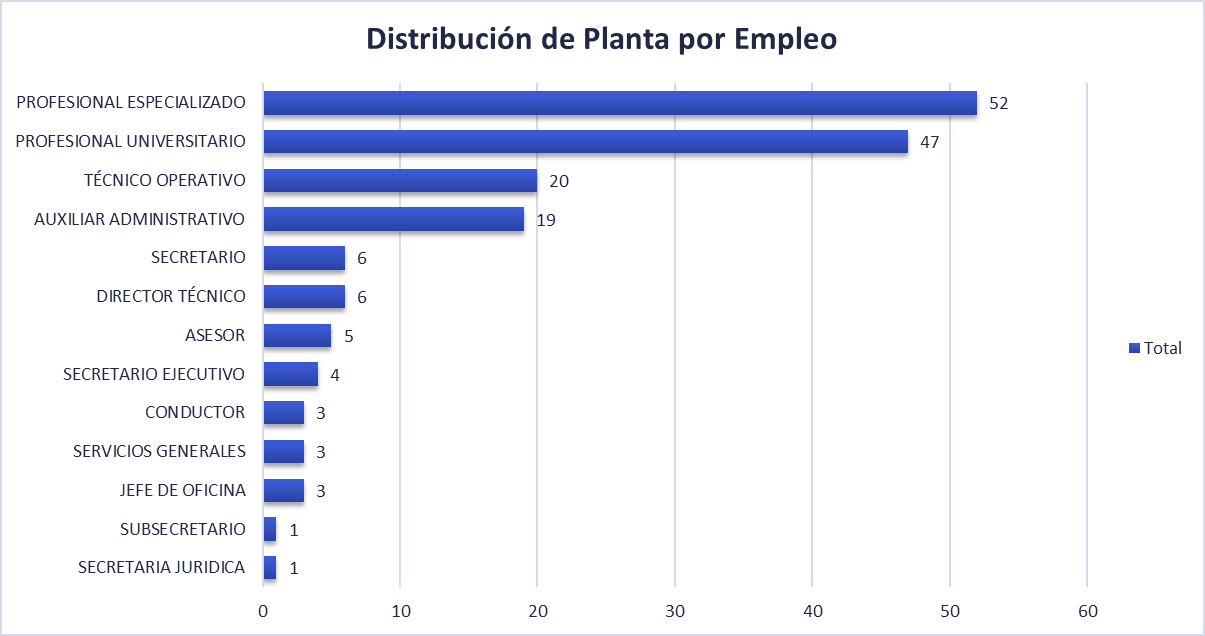 Distribución de Planta por Empleo
PROFESIONAL ESPECIALIZADO 52
PROFESIONAL UNIVERSITARIO 47
TÉCNICO OPERATIVO 20
AUXILIAR ADMINISTRATIVO 19
SECRETARIO 6
DIRECTOR TÉCNICO 6
ASESOR 5
SECRETARIO EJECUTIVO 4
CONDUCTOR 3
SERVICIOS GENERALES 3
JEFE DE OFICINA 3
SUBSECRETARIO 1
SECRETARIA JURIDICA 1
0 10 20 30 40 50 60
Total